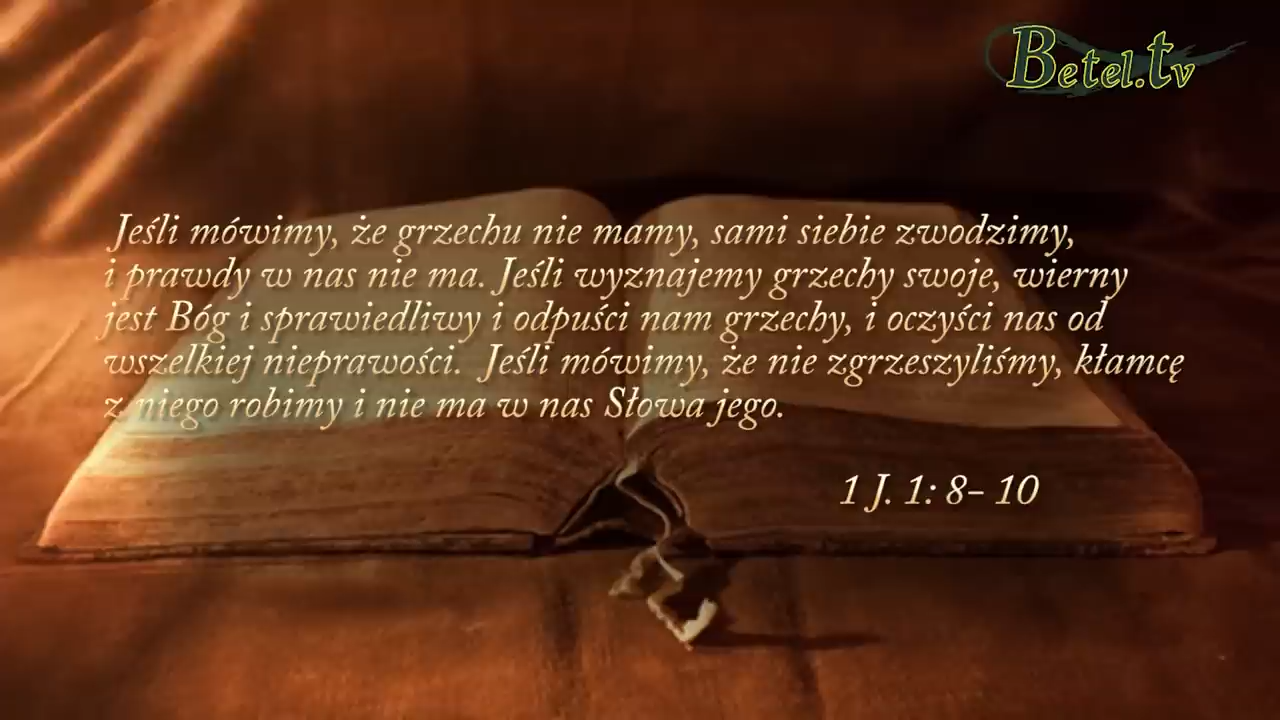 Betel.tv
Jeśli mówimy, że grzechu nie mamy, sami siebie zwodzimy,
i prawdy w nas nie ma. Jeśli wyznajemy grzechy swoje, wierny
jest Bóg i sprawiedliwy i odpuści nam grzechy, i oczyści nas od
wszelkiej nieprawości. Jeśli mówimy, że nie zgrzeszyliśmy, kłamcę
z niego robimy i nie ma w nas Słowa jego.
1 J. 1: 8- 10